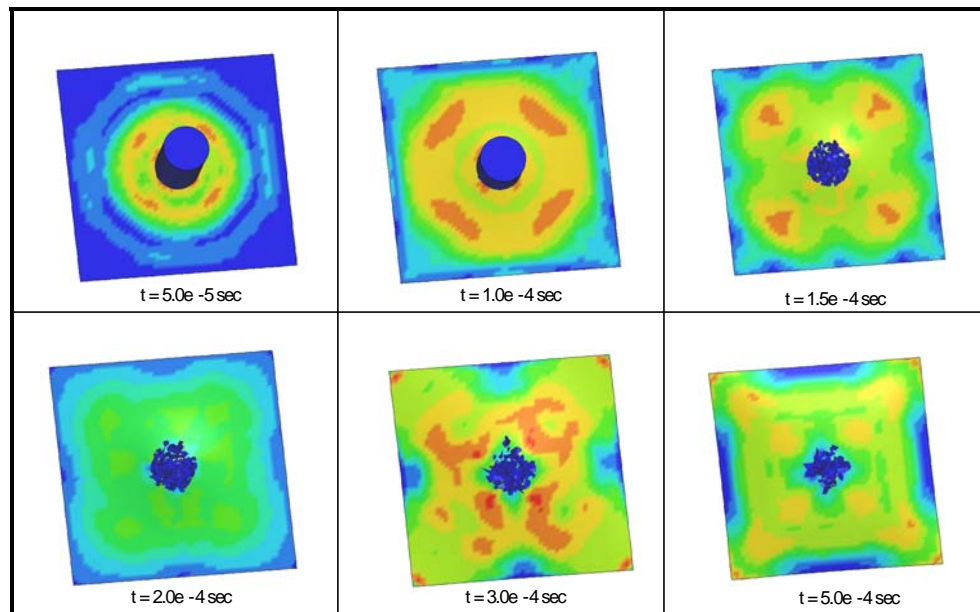 t = 5.0e -5 sec
t = 1.0e -4 sec
t = 1.5e -4 sec
t = 2.0e -4 sec
t = 3.0e -4 sec
t = 5.0e -4 sec